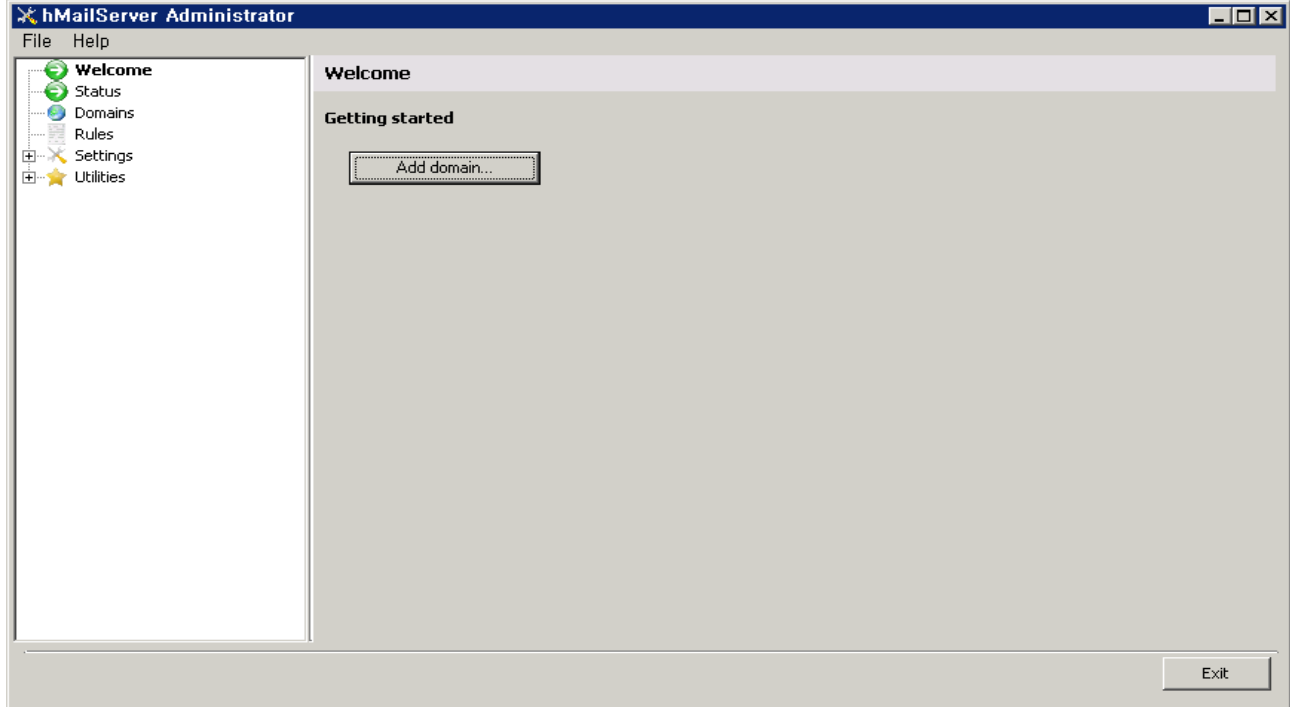 hMailServer Administrator
File Help
Welcome
Status
Domains
Rules
Settings
Utilities
Welcome
Getting started
Add domain...
Exit